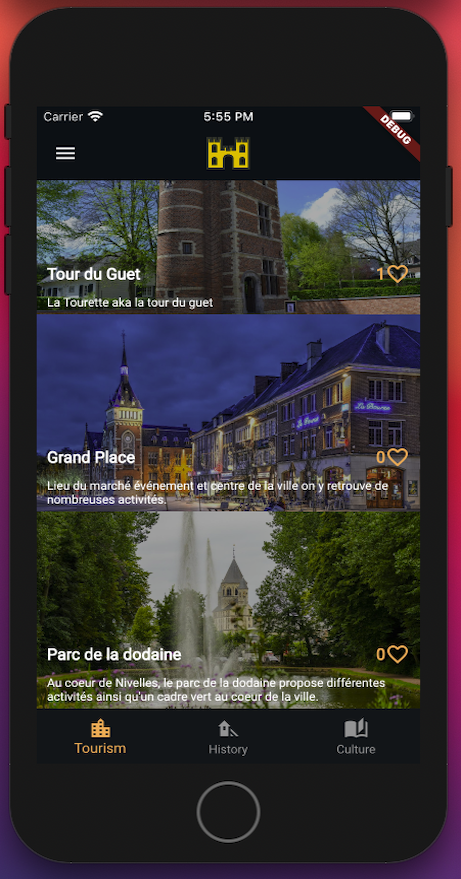 Carrier
5:55 PM
DEBUG
Tour du Guet
1
La Tourette aka la tour du guet
Grand Place
0
Lieu du marché événement et centre de la ville on y retrouve de
nombreuses activités.
Parc de la dodaine
0
Au coeur de Nivelles, le parc de la dodaine propose différentes
activités ainsi qu'un cadre vert au coeur de la ville.
Tourism
History
Culture